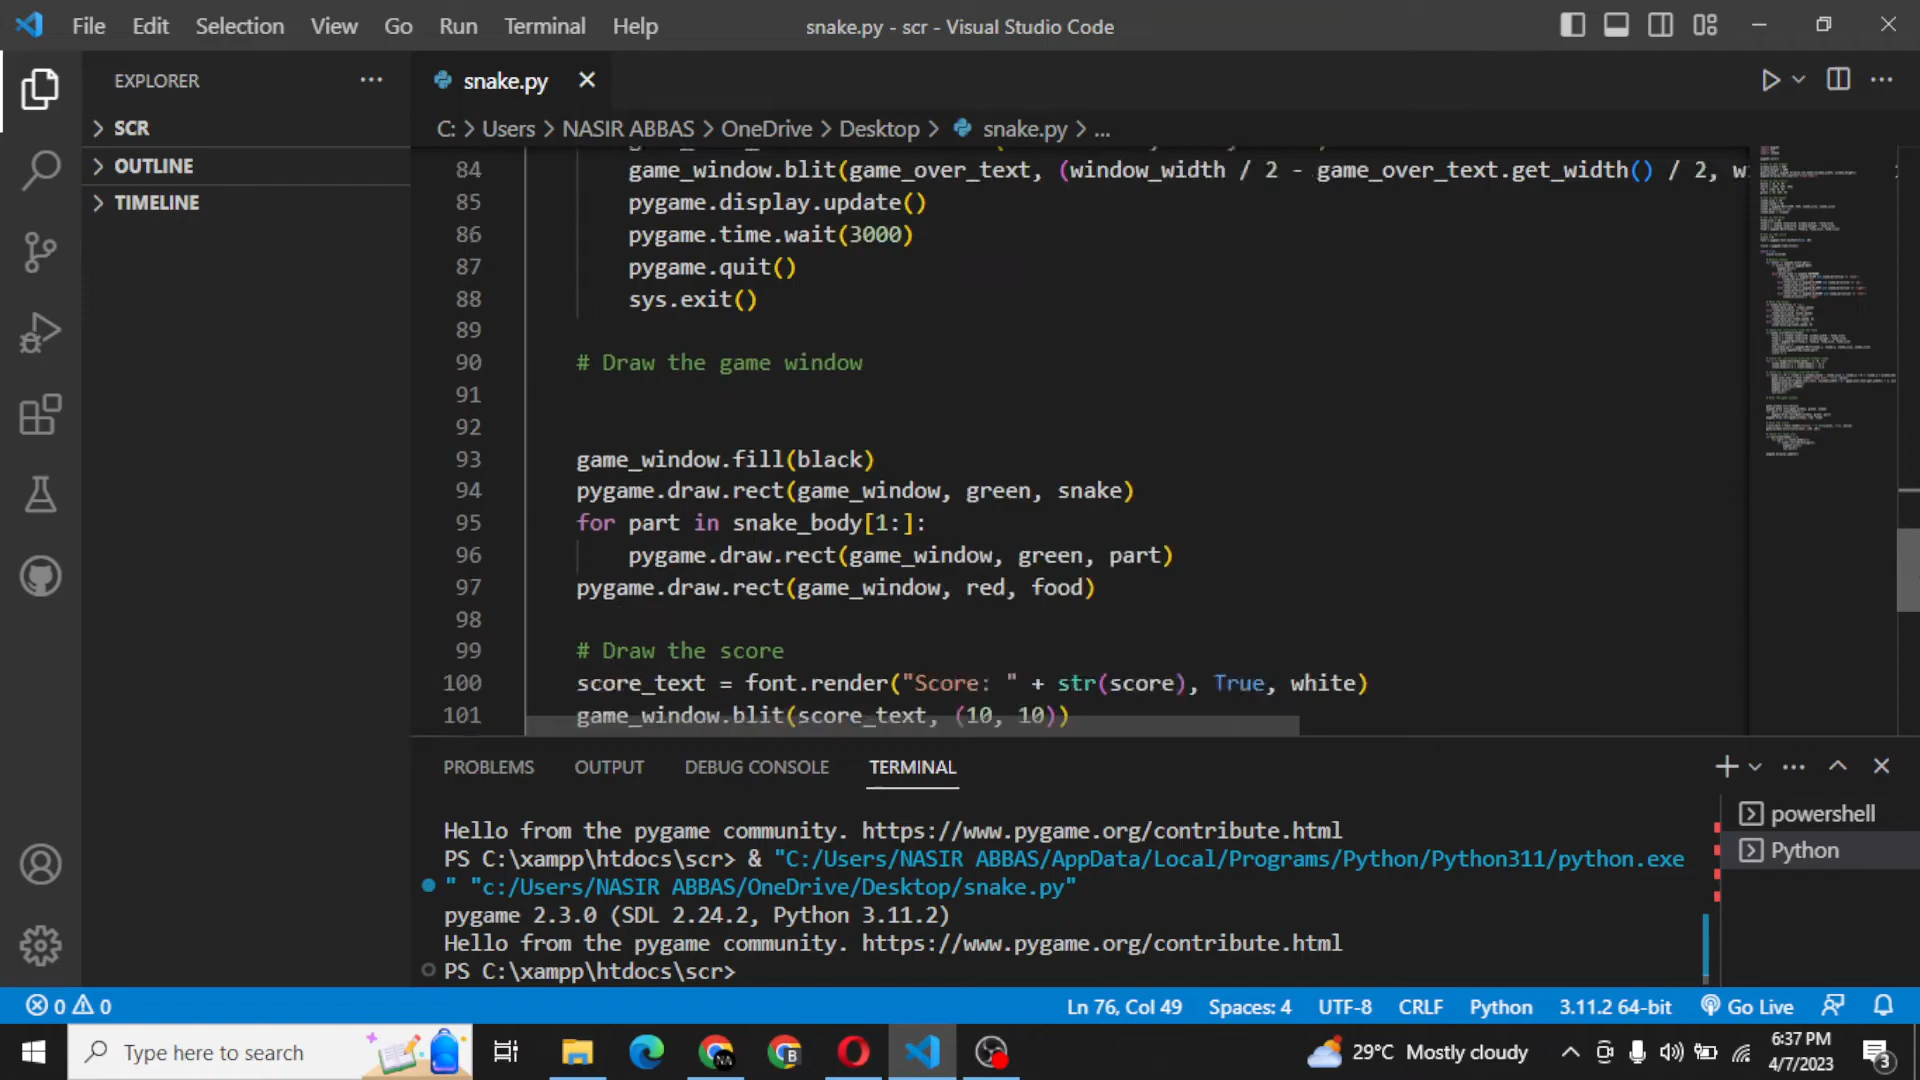 File Edit Selection View Go Run Terminal Help
snake.py - scr - Visual Studio Code
EXPLORER
SCR
OUTLINE
TIMELINE
snake.py
C: > Users > NASIR ABBAS > OneDrive > Desktop > snake.py > ...
84 game_window.blit(game_over_text, (window_width / 2 - game_over_text.get_width() / 2, w
85 pygame.display.update()
86 pygame.time.wait(3000)
87 pygame.quit()
88 sys.exit()
89
90 # Draw the game window
91
92
93 game_window.fill(black)
94 pygame.draw.rect(game_window, green, snake)
95 for part in snake_body[1:]:
96 pygame.draw.rect(game_window, green, part)
97 pygame.draw.rect(game_window, red, food)
98
99 # Draw the score
100 score_text = font.render("Score: " + str(score), True, white)
101 game_window.blit(score_text, (10, 10))
PROBLEMS OUTPUT DEBUG CONSOLE TERMINAL
Hello from the pygame community. https://www.pygame.org/contribute.html
PS C:\xampp\htdocs\scr> & "C:/Users/NASIR ABBAS/AppData/Local/Programs/Python/Python311/python.exe
" "c:/Users/NASIR ABBAS/OneDrive/Desktop/snake.py"
pygame 2.3.0 (SDL 2.24.2, Python 3.11.2)
Hello from the pygame community. https://www.pygame.org/contribute.html
PS C:\xampp\htdocs\scr>
powershell
Python
0 0
Ln 76, Col 49 Spaces: 4 UTF-8 CRLF Python 3.11.2 64-bit Go Live
Type here to search
29°C Mostly cloudy
6:37 PM
4/7/2023
3